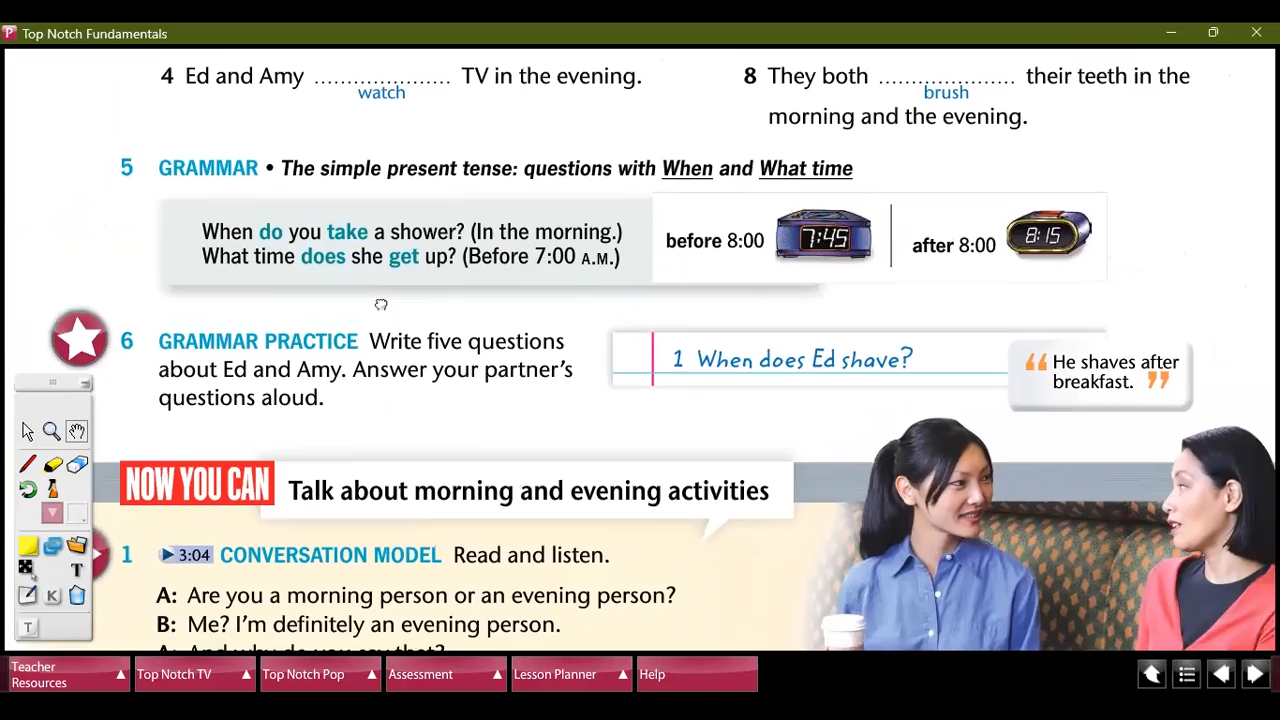 Top Notch Fundamentals
4 Ed and Amy ..................... TV in the evening.
watch
8 They both ..................... their teeth in the
brush
morning and the evening.
5 GRAMMAR • The simple present tense: questions with When and What time
When do you take a shower? (In the morning.)
What time does she get up? (Before 7:00 A.M.)
before 8:00
7:45
after 8:00
8:15
6 GRAMMAR PRACTICE Write five questions
about Ed and Amy. Answer your partner's
questions aloud.
1 When does Ed shave?
"He shaves after
breakfast."
NOW YOU CAN Talk about morning and evening activities
1 3:04 CONVERSATION MODEL Read and listen.
A: Are you a morning person or an evening person?
B: Me? I'm definitely an evening person.
A: And why do you say that?
T
K
T
Teacher
Resources
Top Notch TV
Top Notch Pop
Assessment
Lesson Planner
Help